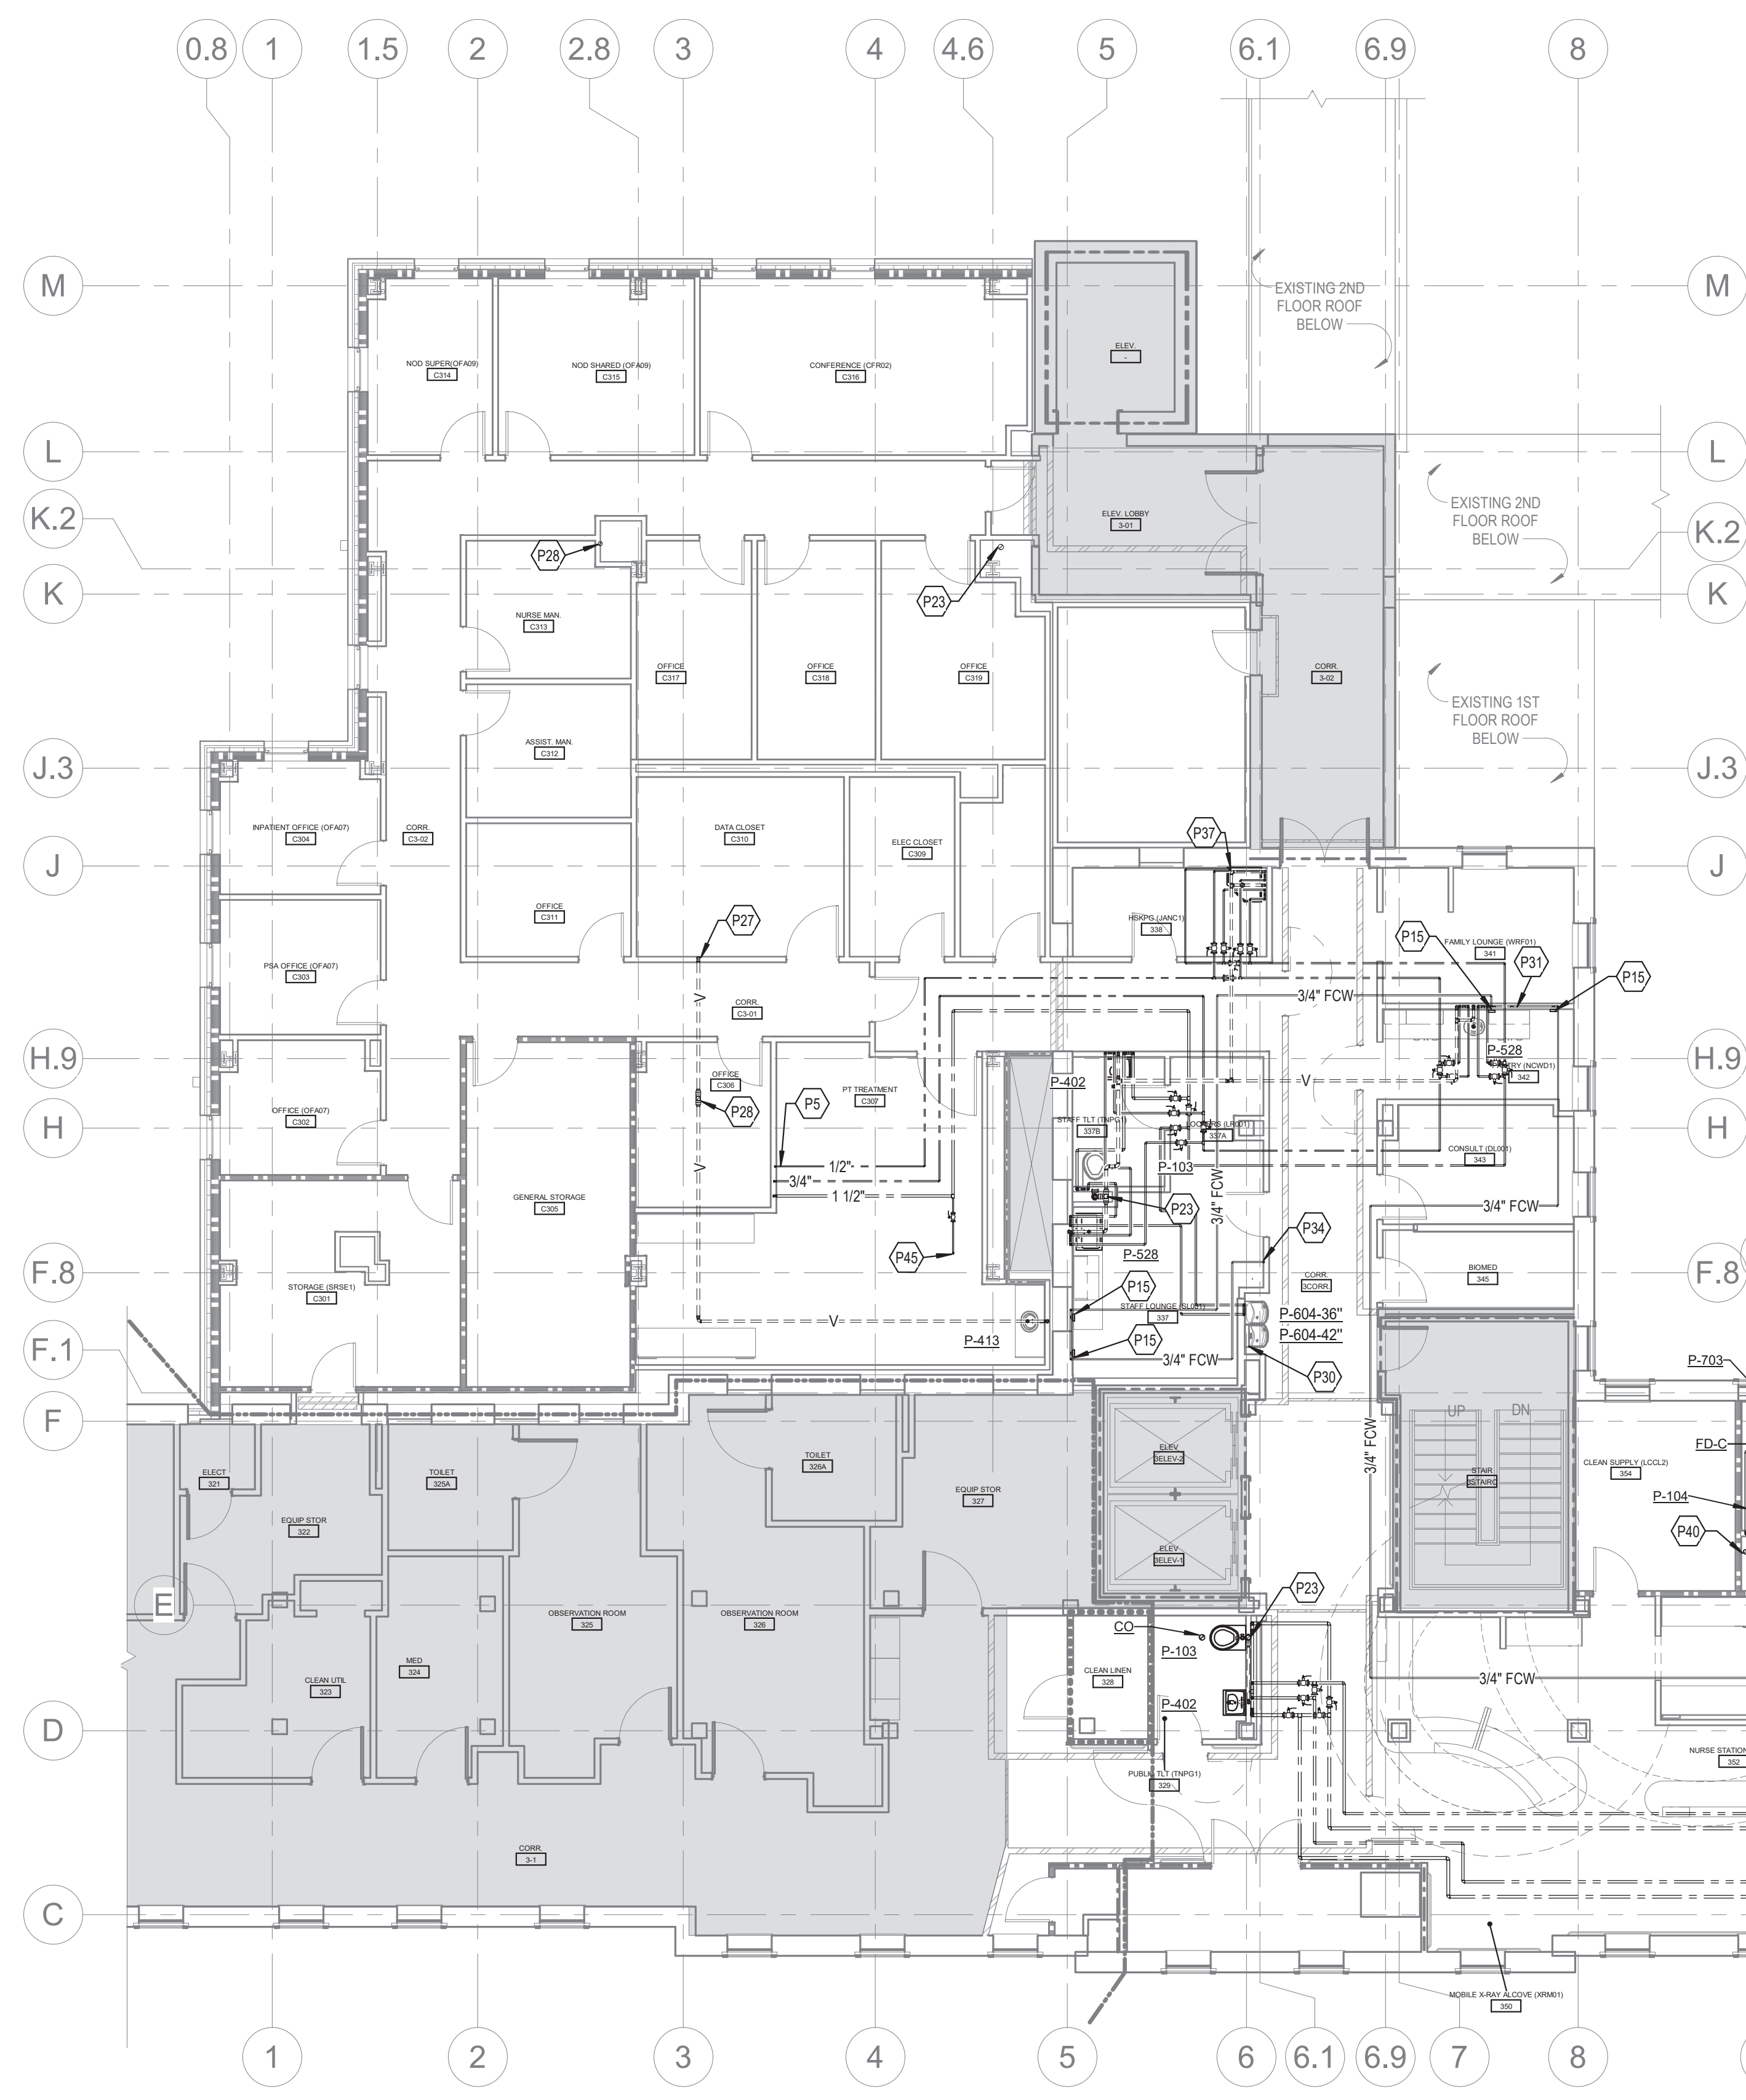 0.8 1 1.5 2 2.8 3 4 4.6 5 6.1 6.9 8
M
EXISTING 2ND
FLOOR ROOF
BELOW
M
ELEV.
-
NOD SUPER(OFA09)
C314
NOD SHARED (OFA09)
C315
CONFERENCE (CFR02)
C316
L
L
K.2
ELEV. LOBBY
3-01
EXISTING 2ND
FLOOR ROOF
BELOW
K.2
P28
K
P23
K
NURSE MAN.
C313
OFFICE
C317
OFFICE
C318
OFFICE
C319
CORR.
3-02
EXISTING 1ST
FLOOR ROOF
BELOW
ASSIST. MAN.
C312
J.3
J.3
INPATIENT OFFICE (OFA07)
C304
CORR.
C3-02
DATA CLOSET
C310
ELEC CLOSET
C309
P37
J
J
OFFICE
C311
P27
HSKPG (JANC1)
338
P15
FAMILY LOUNGE (WRF01)
341
P31
P15
PSA OFFICE (OFA07)
C303
V
CORR.
C3-01
3/4" FCW
H.9
P-528
H.9
342
OFFICE
C306
P28
P5
PT TREATMENT
C307
P-402
V
OFFICE (OFA07)
C302
H
STAFF TLT (TNPG1)
337B
337A
CONSULT (DL001)
343
H
V
1/2"
3/4"
1 1/2"
P-103
P23
3/4" FCW
3/4" FCW
GENERAL STORAGE
C305
P34
P45
P-528
F.8
STORAGE (SRSE1)
C301
P15
CORR.
3CORR.
BIOMED
345
F.8
STAFF LOUNGE (SL001)
337
P-604-36"
P-604-42"
V
P-413
P15
3/4" FCW
F.1
P30
P-703
F
UP DN
F
ELECT
321
TOILET
325A
TOILET
326A
ELEV
3ELEV-2
3/4" FCW
STAIR
3STAIRC
CLEAN SUPPLY (LCCL2)
354
FD-C
EQUIP STOR
327
P-104
EQUIP STOR
322
ELEV
3ELEV-1
P40
E
P23
OBSERVATION ROOM
325
OBSERVATION ROOM
326
CO
P-103
MED
324
CLEAN UTIL
323
CLEAN LINEN
328
3/4" FCW
P-402
D
D
NURSE STATION
352
PUBLIC TLT (TNPG1)
329
CORR.
3-1
C
C
MOBILE X-RAY ALCOVE (XRM01)
350
1 2 3 4 5 6 6.1 6.9 7 8